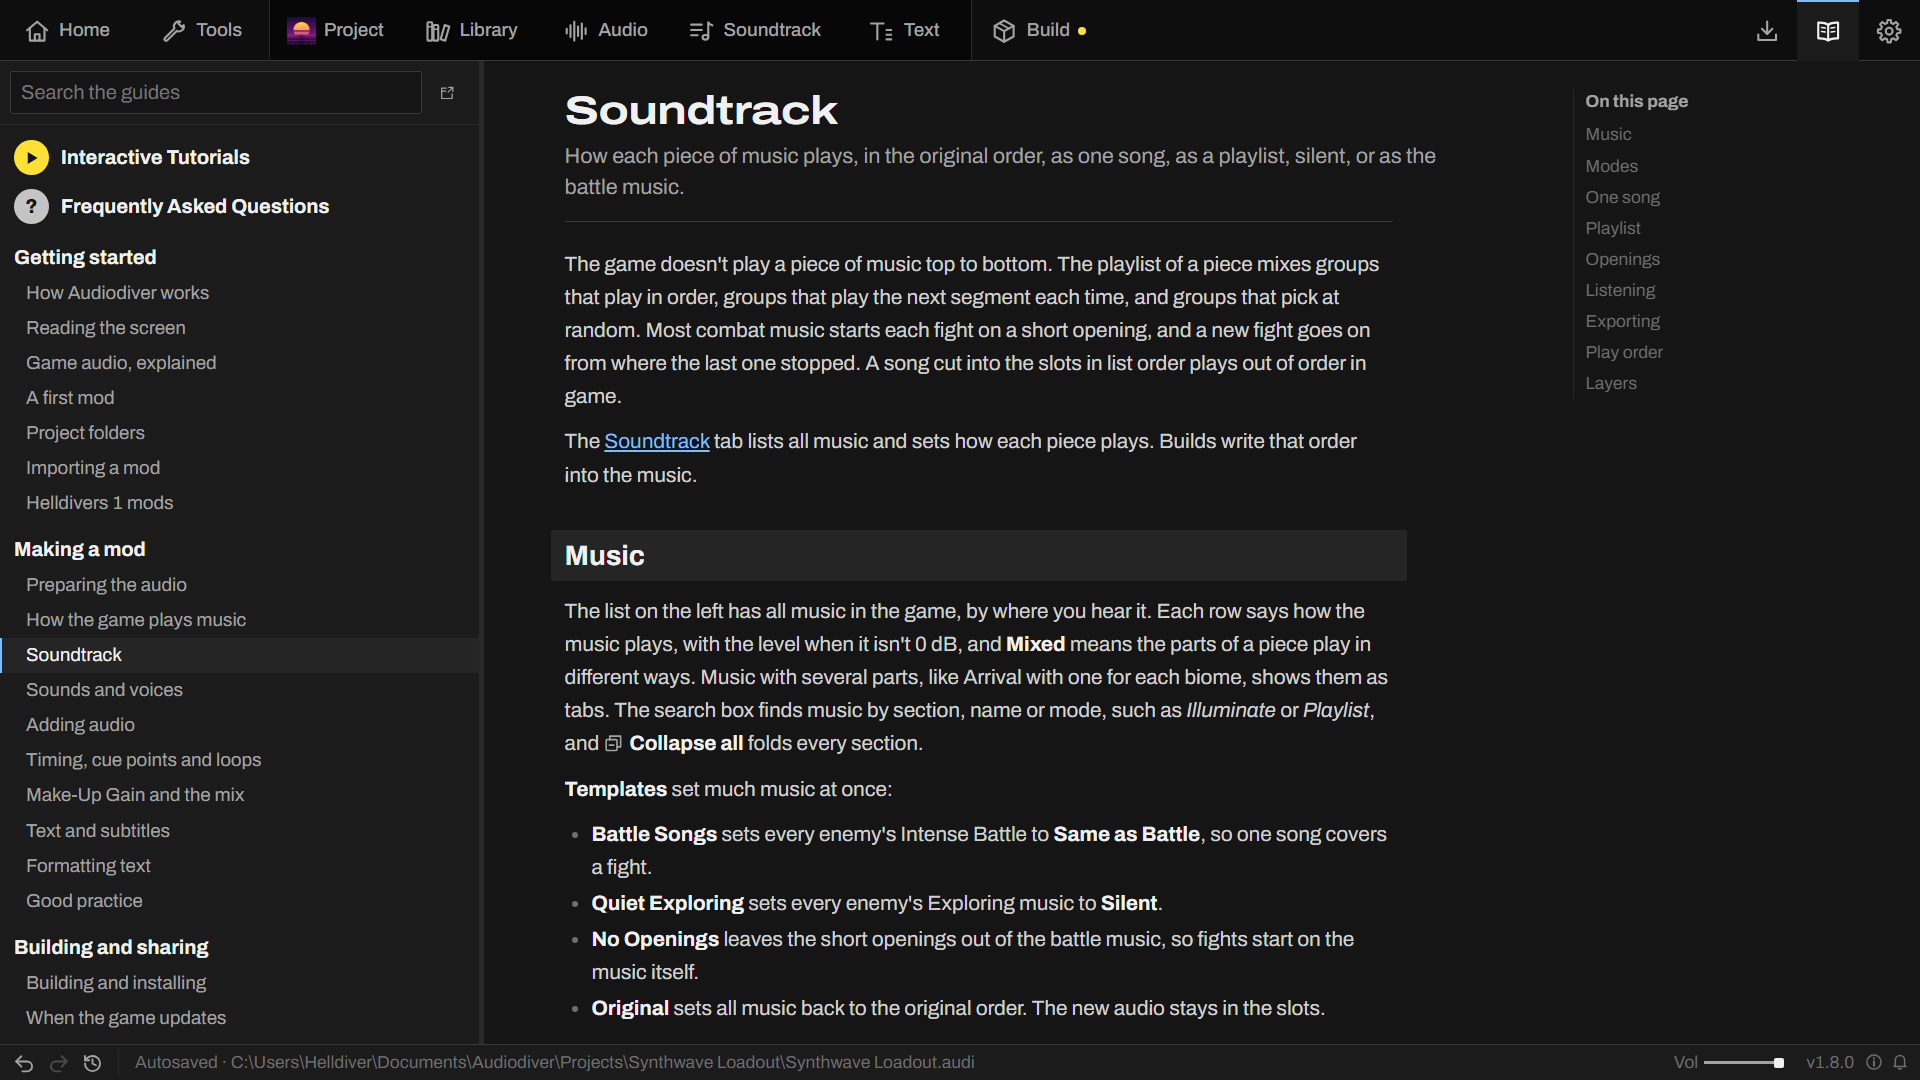 Home
Tools
Project
Library
Audio
Soundtrack
Text
Build
Search the guides
Interactive Tutorials
? Frequently Asked Questions
Getting started
How Audiodiver works
Reading the screen
Game audio, explained
A first mod
Project folders
Importing a mod
Helldivers 1 mods
Making a mod
Preparing the audio
How the game plays music
Soundtrack
Sounds and voices
Adding audio
Timing, cue points and loops
Make-Up Gain and the mix
Text and subtitles
Formatting text
Good practice
Building and sharing
Building and installing
When the game updates
Soundtrack
How each piece of music plays, in the original order, as one song, as a playlist, silent, or as the
battle music.
The game doesn't play a piece of music top to bottom. The playlist of a piece mixes groups
that play in order, groups that play the next segment each time, and groups that pick at
random. Most combat music starts each fight on a short opening, and a new fight goes on
from where the last one stopped. A song cut into the slots in list order plays out of order in
game.
The Soundtrack tab lists all music and sets how each piece plays. Builds write that order
into the music.
Music
The list on the left has all music in the game, by where you hear it. Each row says how the
music plays, with the level when it isn't 0 dB, and Mixed means the parts of a piece play in
different ways. Music with several parts, like Arrival with one for each biome, shows them as
tabs. The search box finds music by section, name or mode, such as Illuminate or Playlist,
and Collapse all folds every section.
Templates set much music at once:
• Battle Songs sets every enemy's Intense Battle to Same as Battle, so one song covers
a fight.
• Quiet Exploring sets every enemy's Exploring music to Silent.
• No Openings leaves the short openings out of the battle music, so fights start on the
music itself.
• Original sets all music back to the original order. The new audio stays in the slots.
On this page
Music
Modes
One song
Playlist
Openings
Listening
Exporting
Play order
Layers
Autosaved · C:\Users\Helldiver\Documents\Audiodiver\Projects\Synthwave Loadout\Synthwave Loadout.audi
Vol
v1.8.0